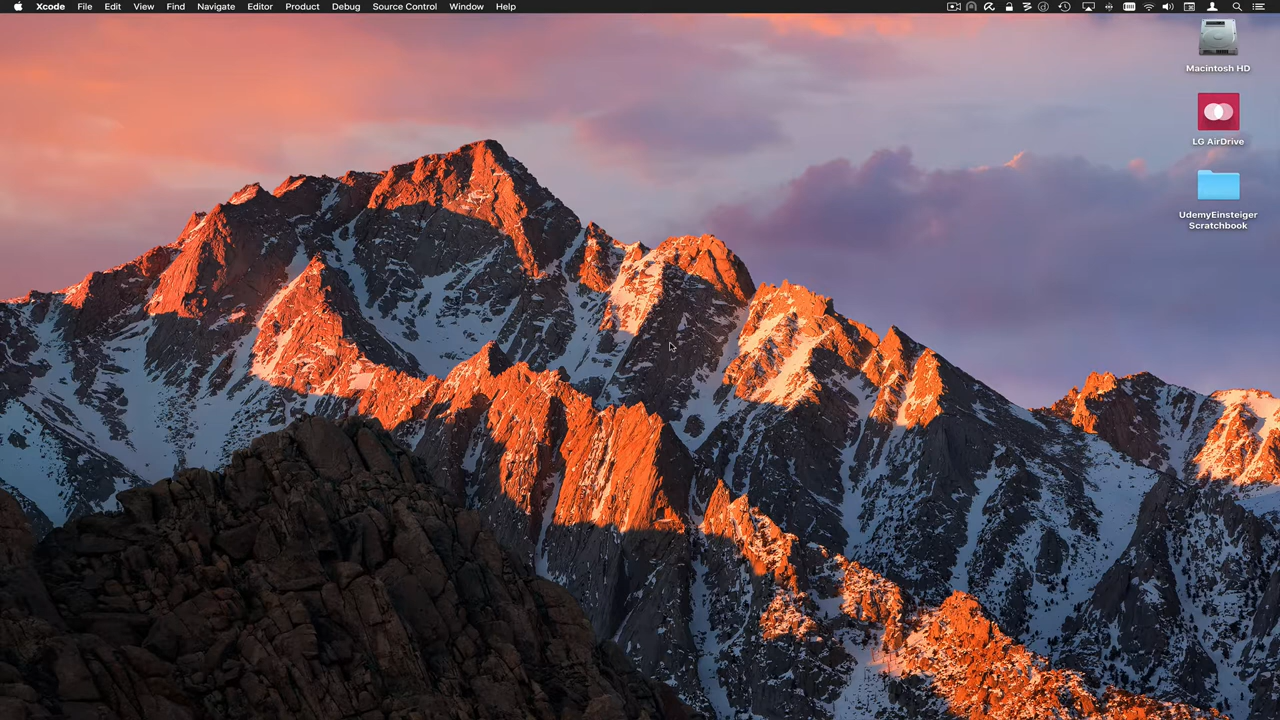 Xcode File Edit View Find Navigate Editor Product Debug Source Control Window Help
Macintosh HD
LG AirDrive
UdemyEinsteiger
Scratchbook